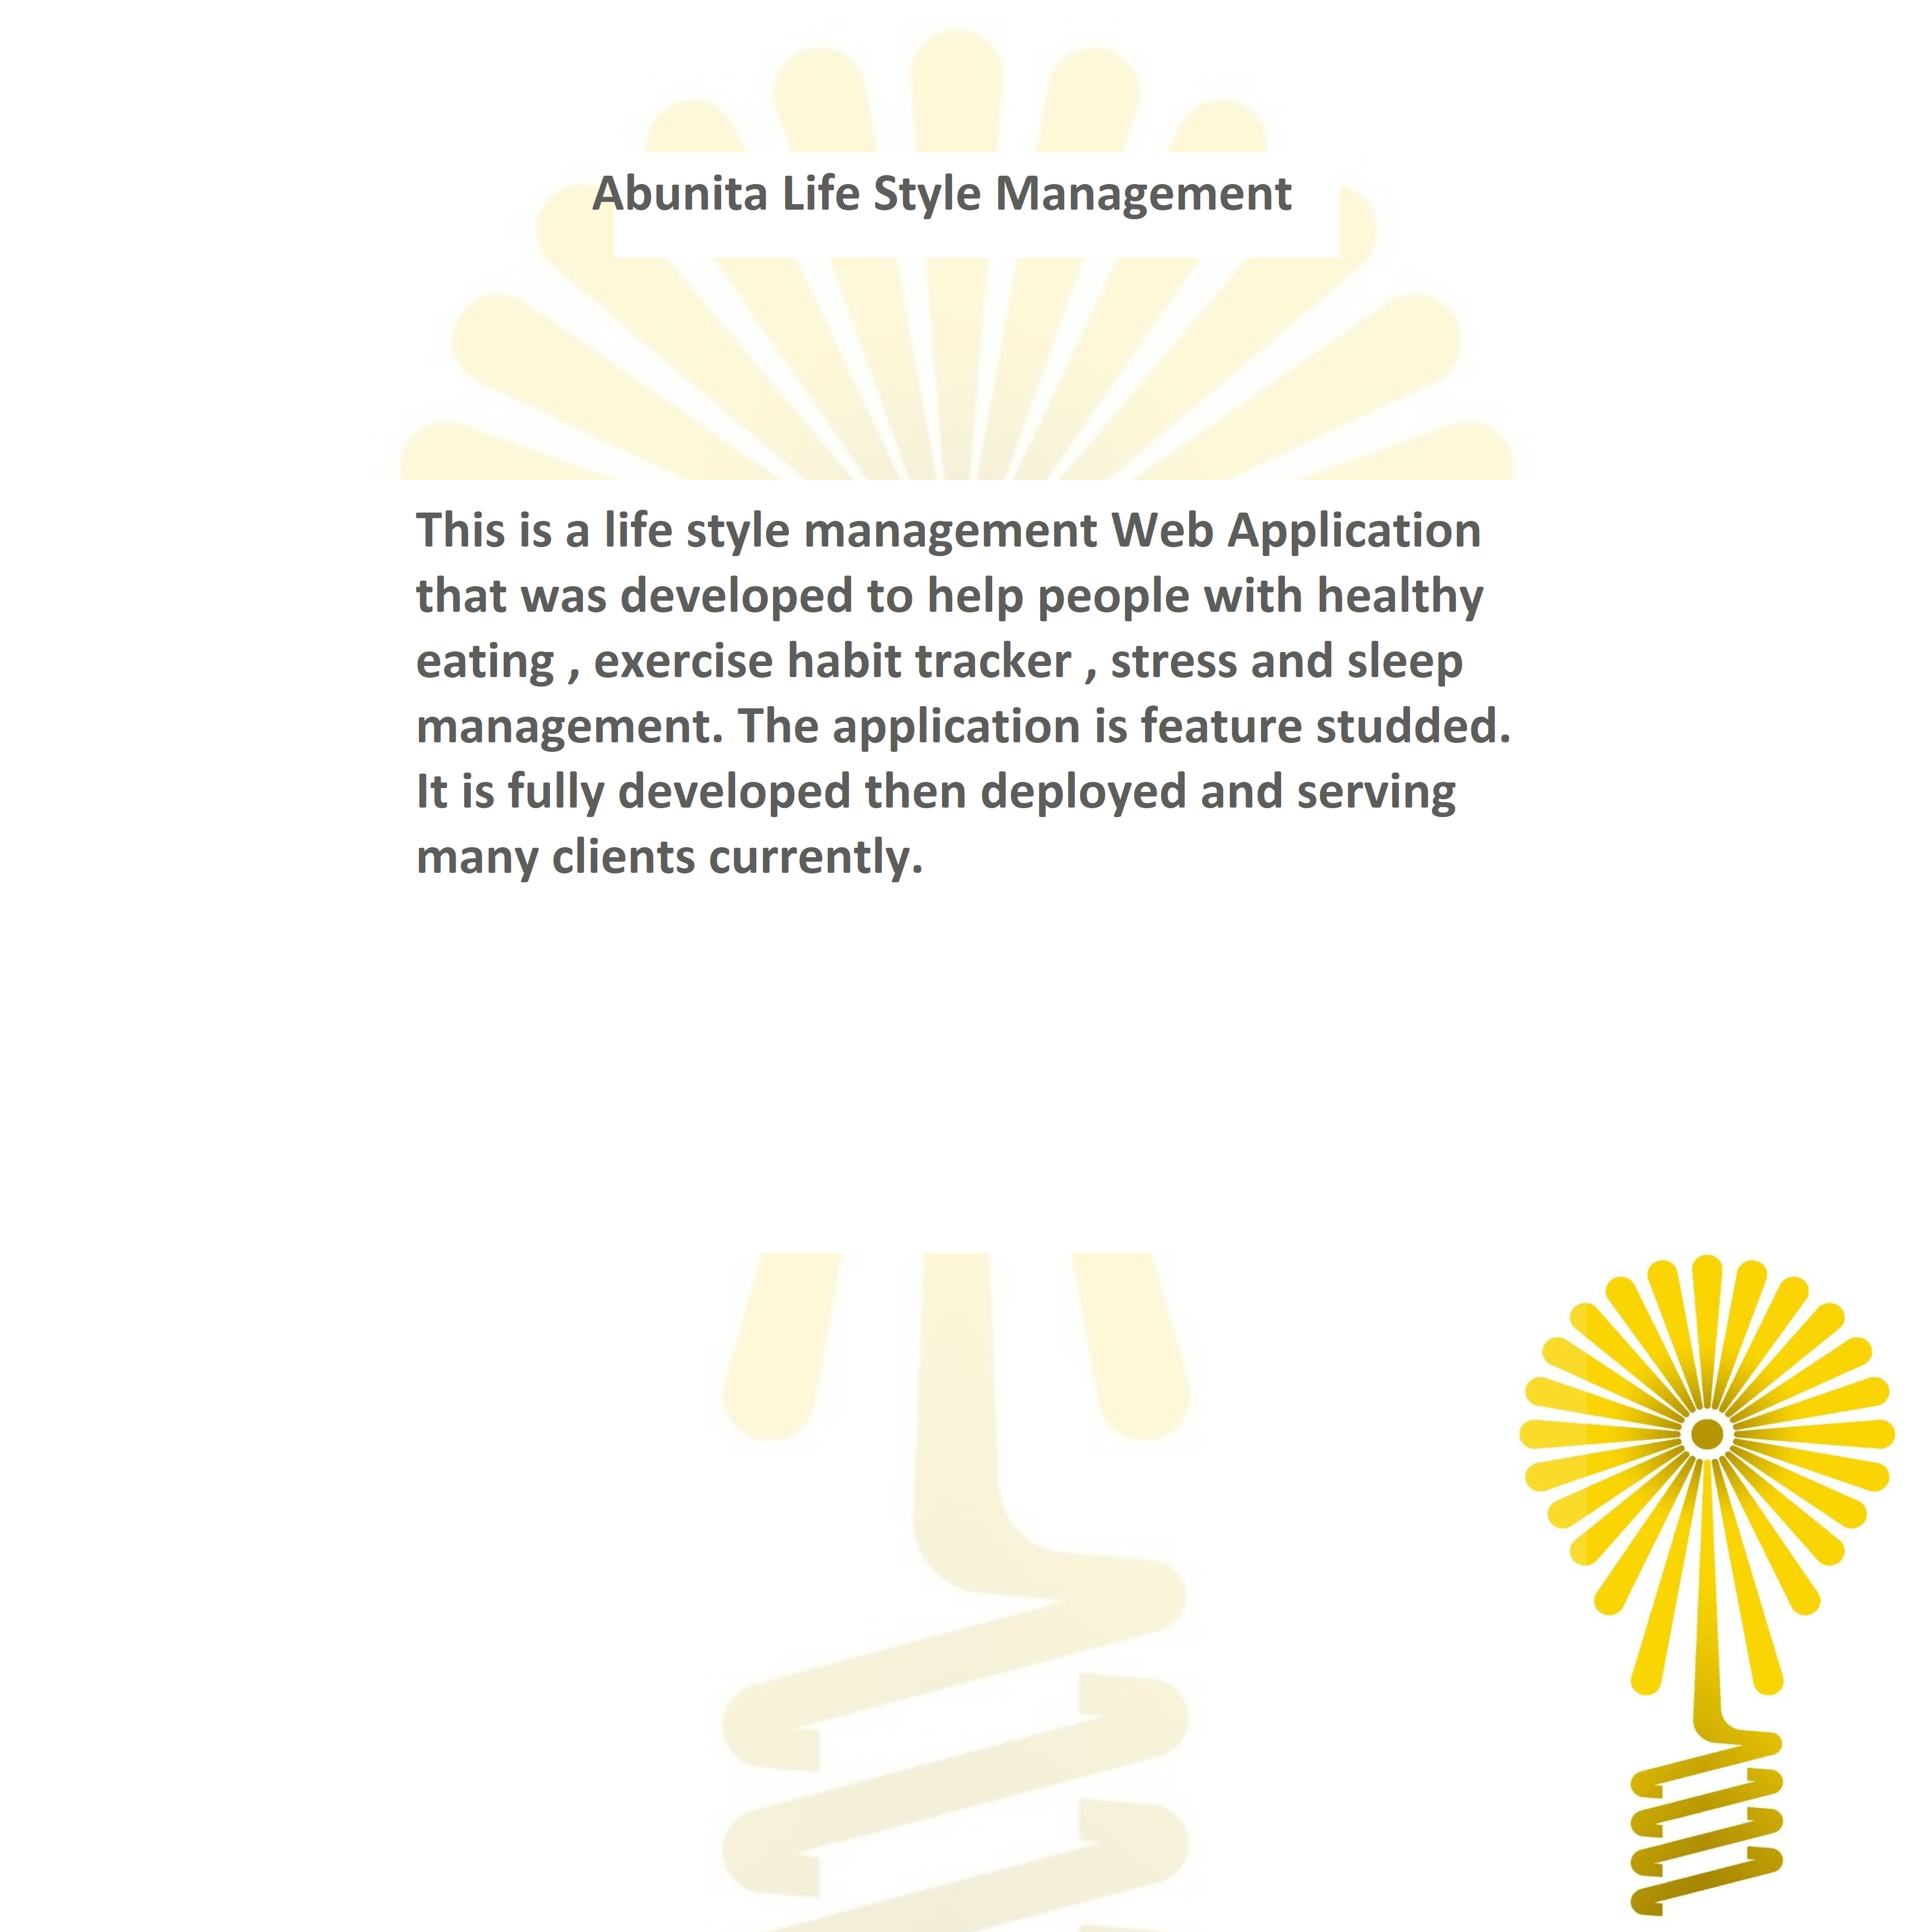 Abunita Life Style Management
This is a life style management Web Application
that was developed to help people with healthy
eating , exercise habit tracker , stress and sleep
management. The application is feature studded.
It is fully developed then deployed and serving
many clients currently.